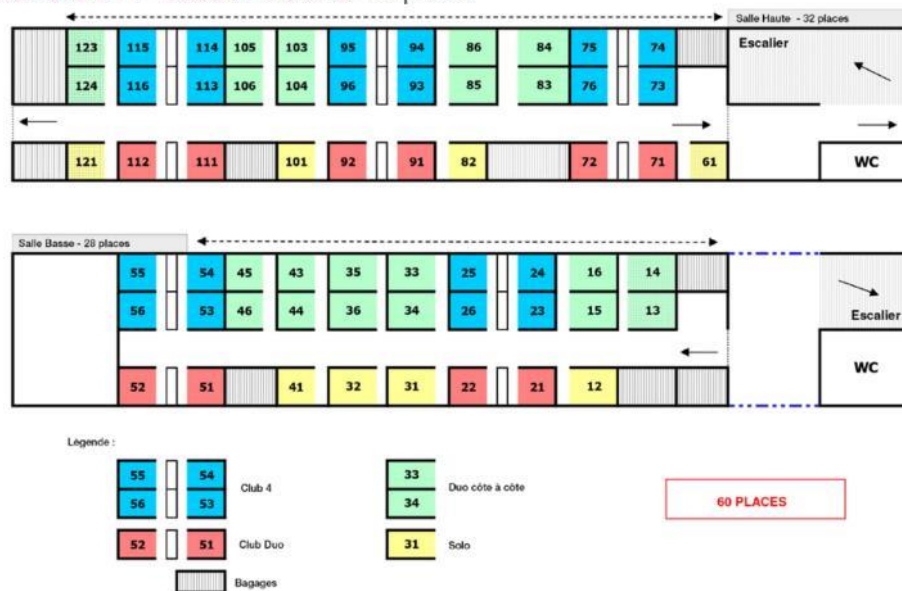 Salle Haute - 32 places
123 115 114 105 103 95 94 86 84 75 74 Escalier
124 116 113 106 104 96 93 85 83 76 73
121 112 111 101 92 91 82 72 71 61 WC
Salle Basse - 28 places
55 54 45 43 35 33 25 24 16 14
56 53 46 44 36 34 26 23 15 13 Escalier
52 51 41 32 31 22 21 12 WC
Légende :
55 54 Club 4
56 53
33 Duo côte à côte
34
60 PLACES
52 51 Club Duo
31 Solo
Bagages